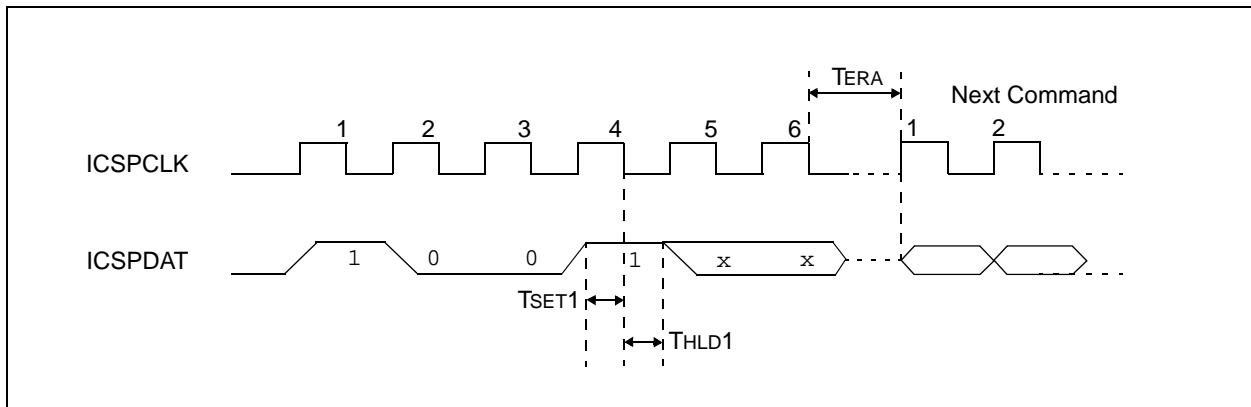 TERA
Next Command
1 2 3 4 5 6 1 2
ICSPCLK
ICSPDAT
1 0 0 1 x x
TSET1
THLD1